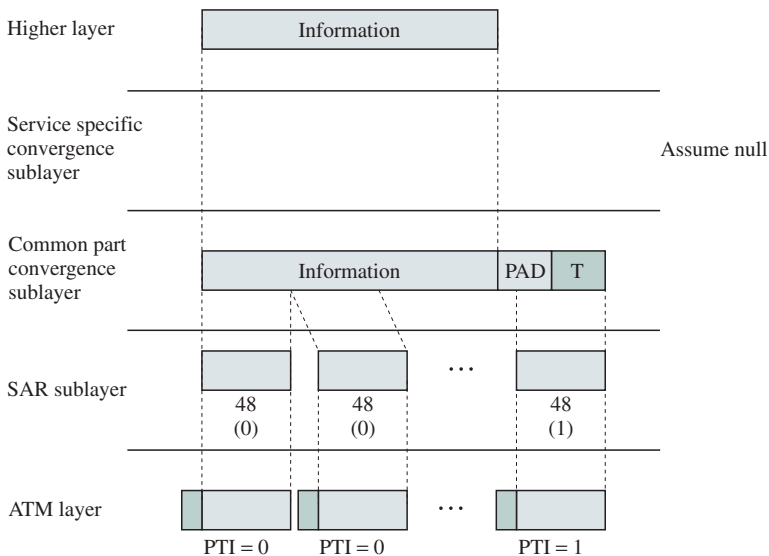 Higher layer
Information
Service specific
convergence
sublayer
Assume null
Common part
convergence
sublayer
Information
PAD
T
SAR sublayer
48
(0)
48
(0)
...
48
(1)
ATM layer
...
PTI = 0
PTI = 0
PTI = 1